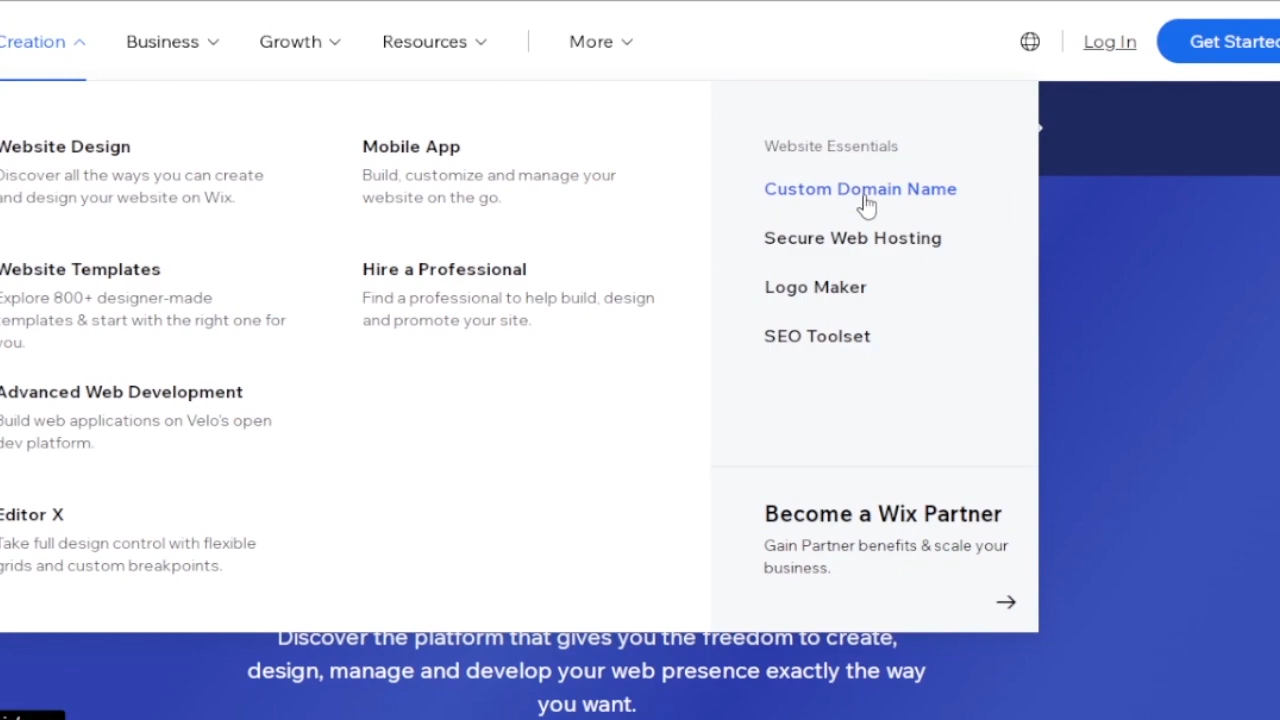 Creation
Business
Growth
Resources
More
Log In
Website Design
Discover all the ways you can create
and design your website on Wix.
Website Templates
Explore 800+ designer-made
templates & start with the right one for
you.
Advanced Web Development
Build web applications on Velo's open
dev platform.
Editor X
Take full design control with flexible
grids and custom breakpoints.
Mobile App
Build, customize and manage your
website on the go.
Hire a Professional
Find a professional to help build, design
and promote your site.
Website Essentials
Custom Domain Name
Secure Web Hosting
Logo Maker
SEO Toolset
Become a Wix Partner
Gain Partner benefits & scale your
business.
Get Started
Discover the platform that gives you the freedom to create,
design, manage and develop your web presence exactly the way
you want.